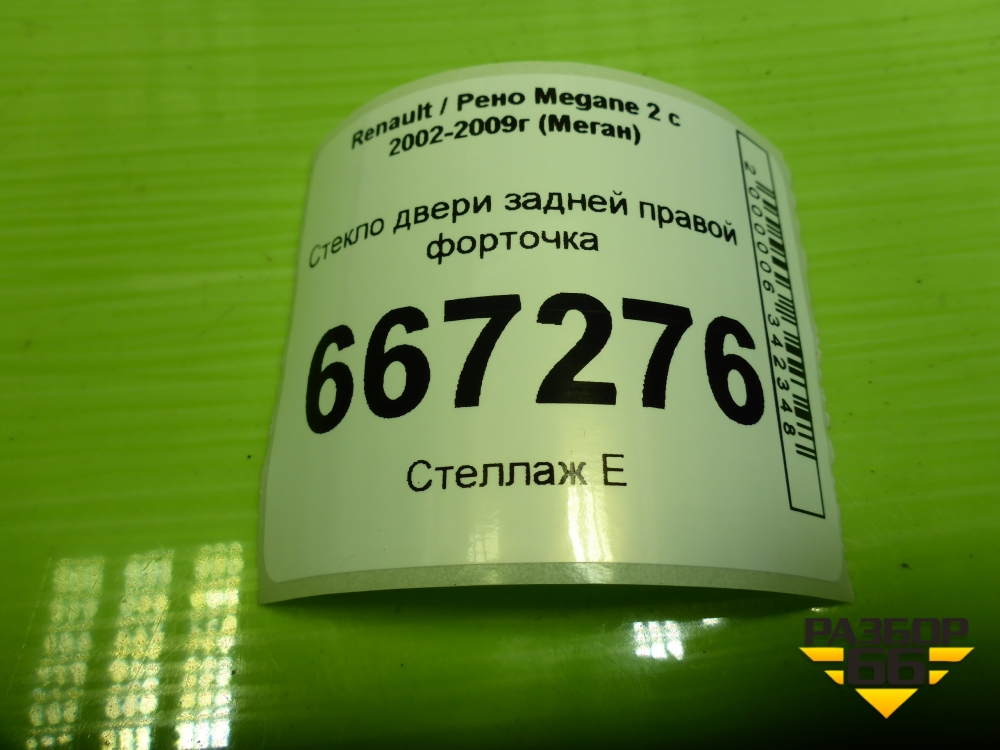 Renault / Рено Megane 2 с
2002-2009г (Меган)
Стекло двери задней правой
форточка
667276
Стеллаж Е
2000006342348
РАЗБОР
66